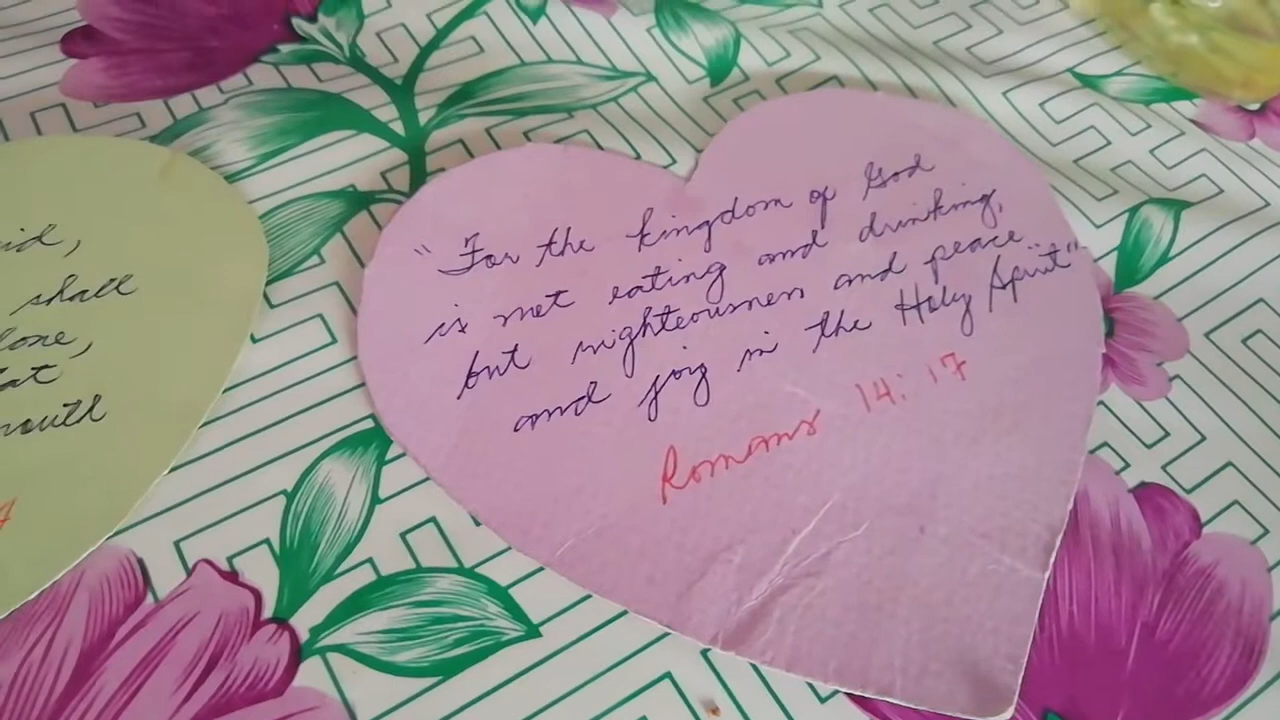 id,
shall
lone,
at
mouth
"For the kingdom of God
is not eating and drinking,
but righteousness and peace
and joy in the Holy Spirit"
Romans 14:17